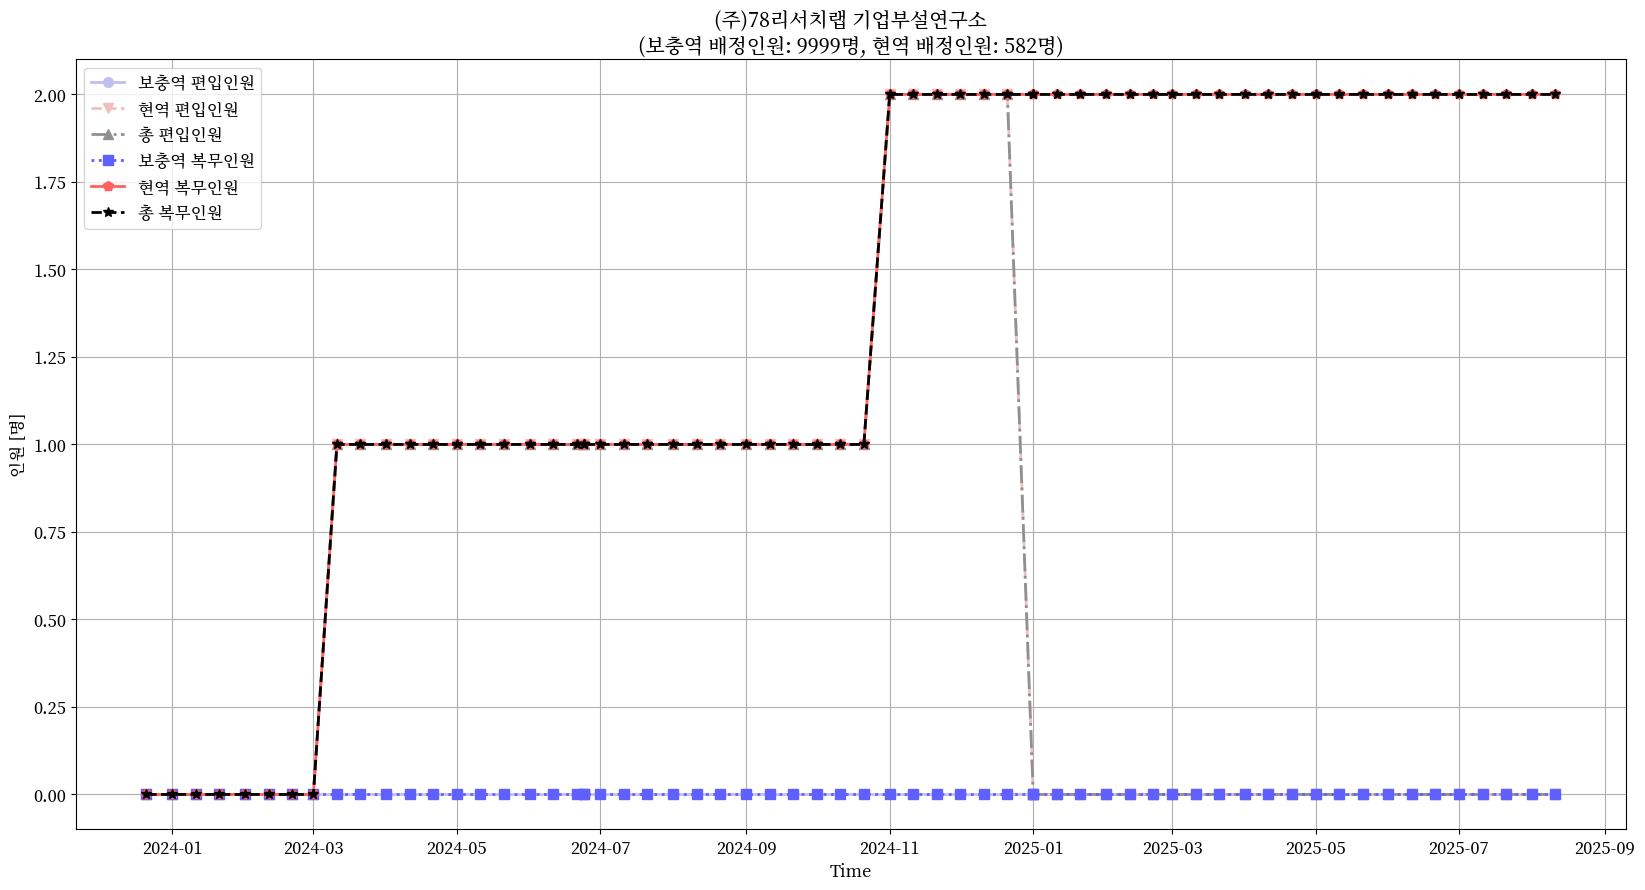 (주)78리서치랩 기업부설연구소
(보충역 배정인원: 9999명, 현역 배정인원: 582명)
보충역 편입인원
현역 편입인원
총 편입인원
보충역 복무인원
현역 복무인원
총 복무인원
2.00
1.75
1.50
1.25
1.00
0.75
0.50
0.25
0.00
인원 [명]
2024-01 2024-03 2024-05 2024-07 2024-09 2024-11 2025-01 2025-03 2025-05 2025-07 2025-09
Time